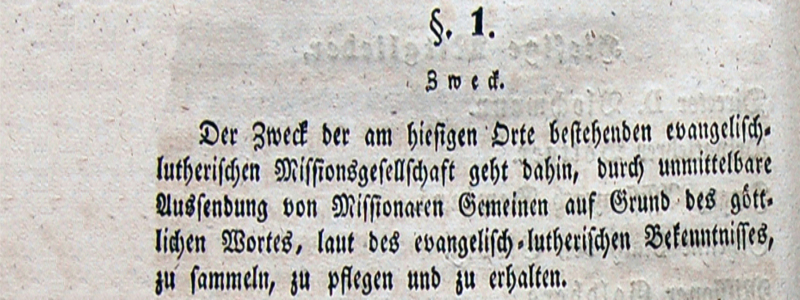 §. 1.
Zweck.
Der Zweck der am hiesigen Orte bestehenden evangelisch-
lutherischen Missionsgesellschaft geht dahin, durch unmittelbare
Aussendung von Missionaren Gemeinen auf Grund des gött-
lichen Wortes, laut des evangelisch-lutherischen Bekenntnisses,
zu sammeln, zu pflegen und zu erhalten.